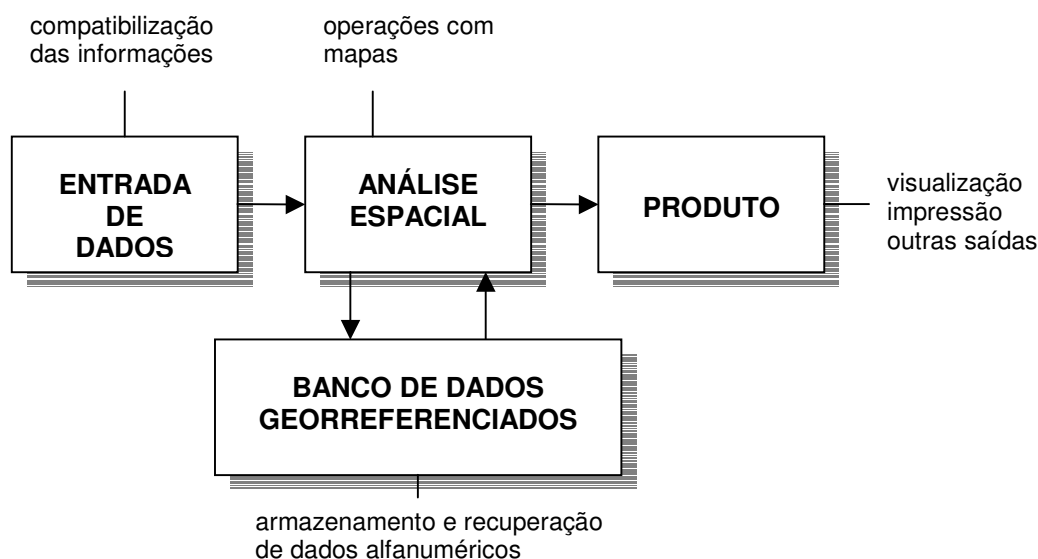 compatibilização
das informações
operações com
mapas
ENTRADA
DE
DADOS
ANÁLISE
ESPACIAL
PRODUTO
visualização
impressão
outras saídas
BANCO DE DADOS
GEORREFERENCIADOS
armazenamento e recuperação
de dados alfanuméricos